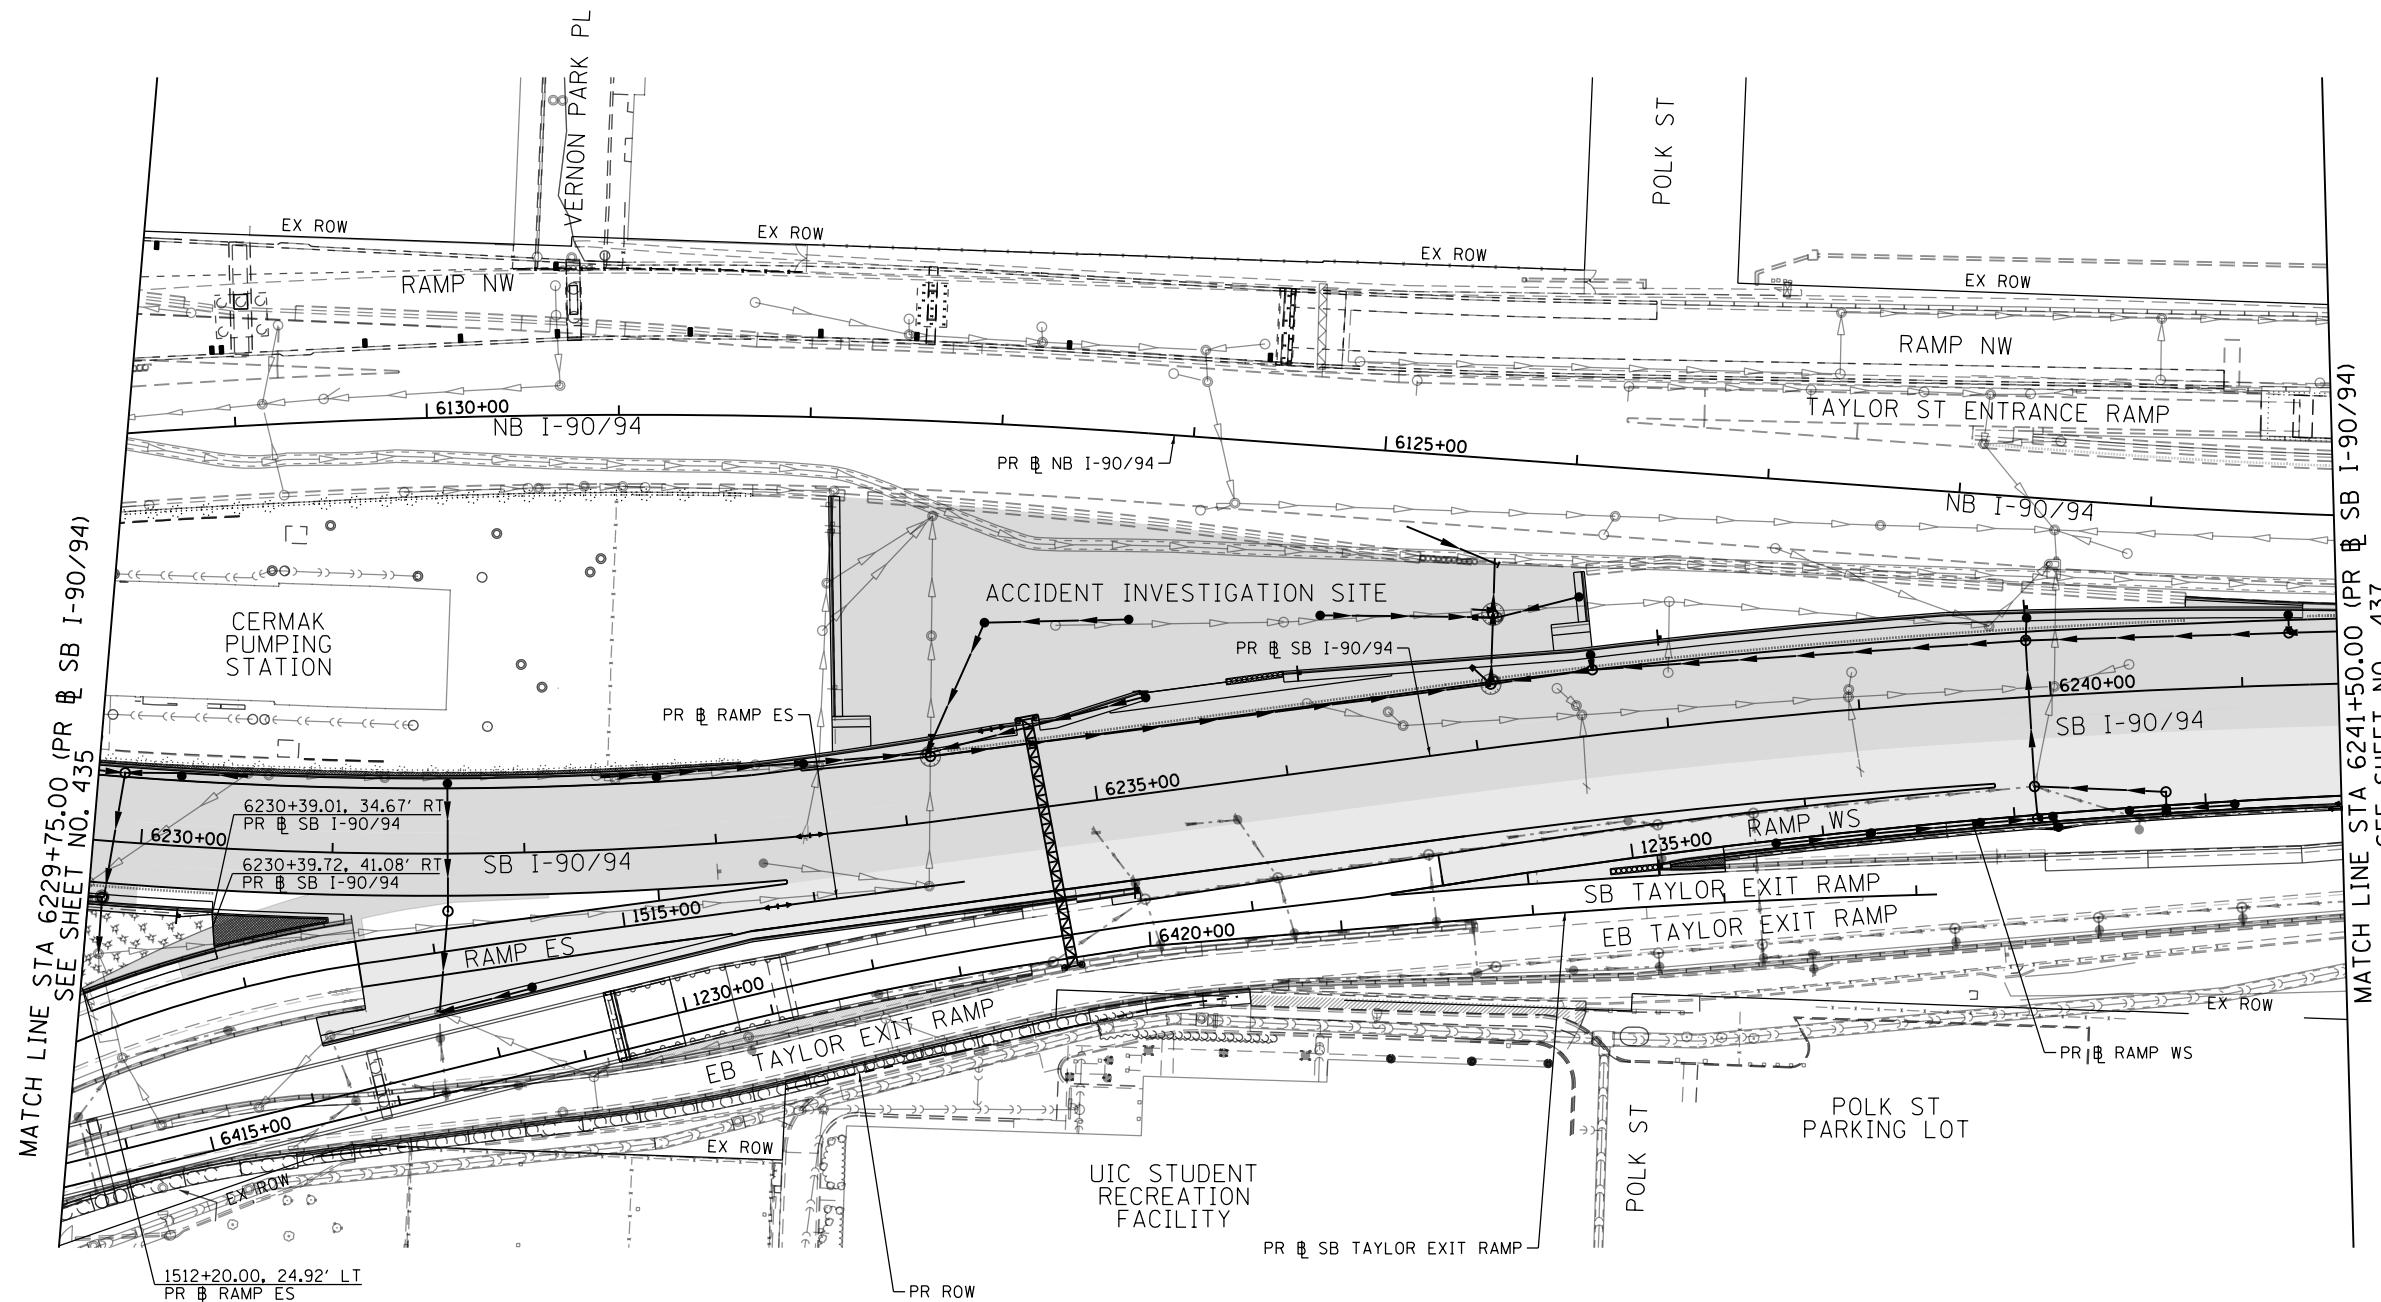 VERNON PARK PL
POLK ST
EX ROW
EX ROW
EX ROW
EX ROW
RAMP NW
RAMP NW
TAYLOR ST ENTRANCE RAMP
6130+00
NB I-90/94
6125+00
PR ℄ NB I-90/94
NB I-90/94
ACCIDENT INVESTIGATION SITE
CERMAK
PUMPING
STATION
PR ℄ SB I-90/94
6240+00
SB I-90/94
PR ℄ RAMP ES
6235+00
6230+39.01, 34.67' RT
PR ℄ SB I-90/94
6230+00
SB I-90/94
6230+39.72, 41.08' RT
PR ℄ SB I-90/94
RAMP WS
1235+00
1515+00
SB TAYLOR EXIT RAMP
EB TAYLOR EXIT RAMP
6420+00
RAMP ES
1230+00
EB TAYLOR EXIT RAMP
EX ROW
PR ℄ RAMP WS
6415+00
EX ROW
EX ROW
POLK ST
POLK ST
PARKING LOT
UIC STUDENT
RECREATION
FACILITY
PR ℄ SB TAYLOR EXIT RAMP
1512+20.00, 24.92' LT
PR ℄ RAMP ES
PR ROW
MATCH LINE STA 6229+75.00 (PR ℄ SB I-90/94)
SEE SHEET NO. 435
MATCH LINE STA 6241+50.00 (PR ℄ SB I-90/94)
SEE SHEET NO. 437